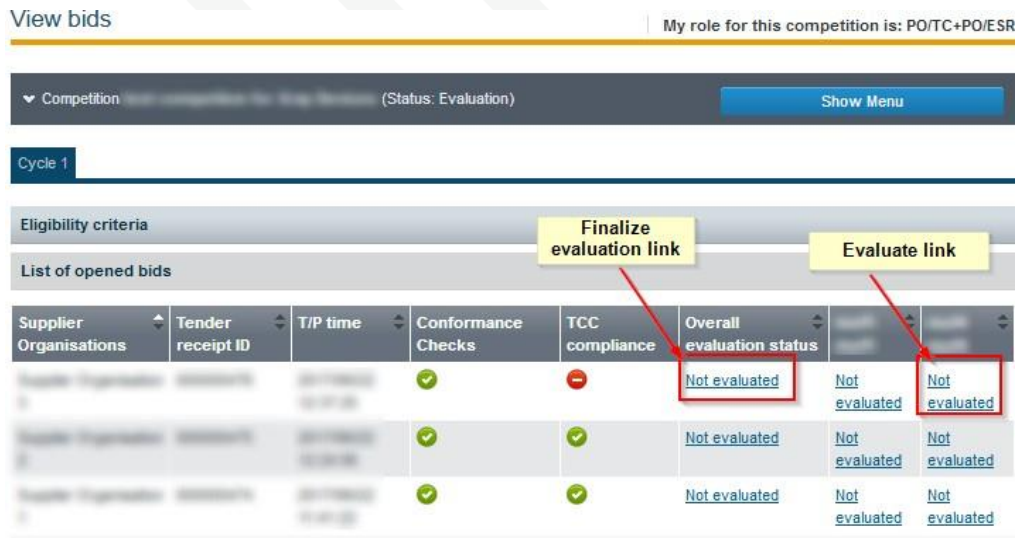 View bids
My role for this competition is: PO/TC+PO/ESR
Competition (Status: Evaluation)
Show Menu
Cycle 1
Eligibility criteria
Finalize
evaluation link
Evaluate link
List of opened bids
Supplier
Organisations
Tender
receipt ID
T/P time
Conformance
Checks
TCC
compliance
Overall
evaluation status
Not evaluated
Not
evaluated
Not
evaluated
Not evaluated
Not
evaluated
Not
evaluated
Not evaluated
Not
evaluated
Not
evaluated